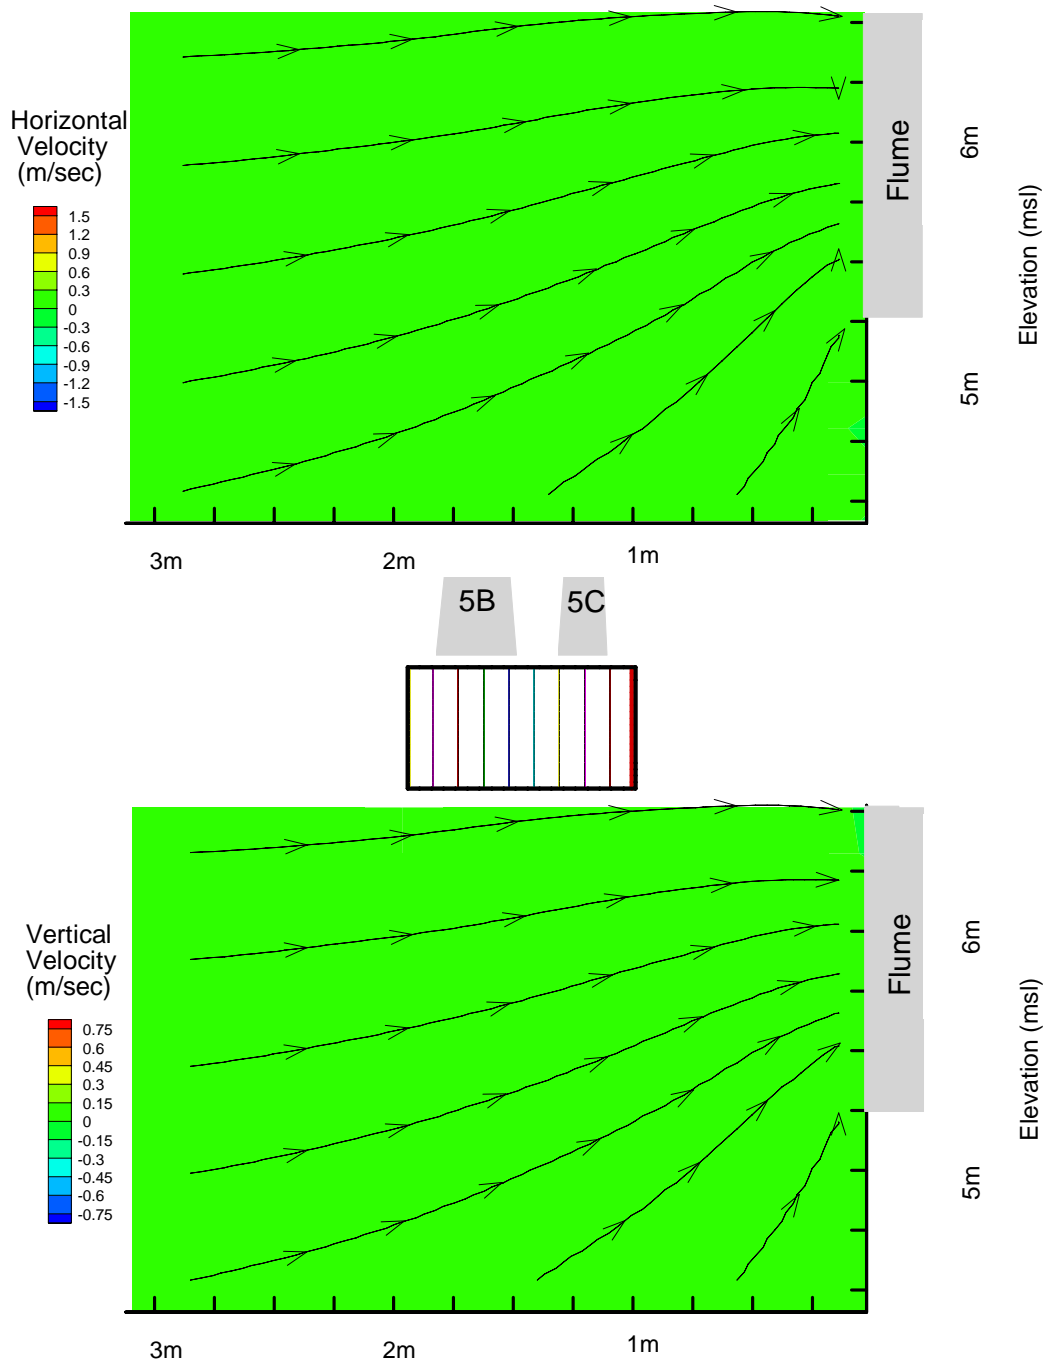 Horizontal
Velocity
(m/sec)
1.5
1.2
0.9
0.6
0.3
0
-0.3
-0.6
-0.9
-1.2
-1.5
Flume
6m
5m
Elevation (msl)
3m
2m
1m
5B
5C
Vertical
Velocity
(m/sec)
0.75
0.6
0.45
0.3
0.15
0
-0.15
-0.3
-0.45
-0.6
-0.75
Flume
6m
5m
Elevation (msl)
3m
2m
1m